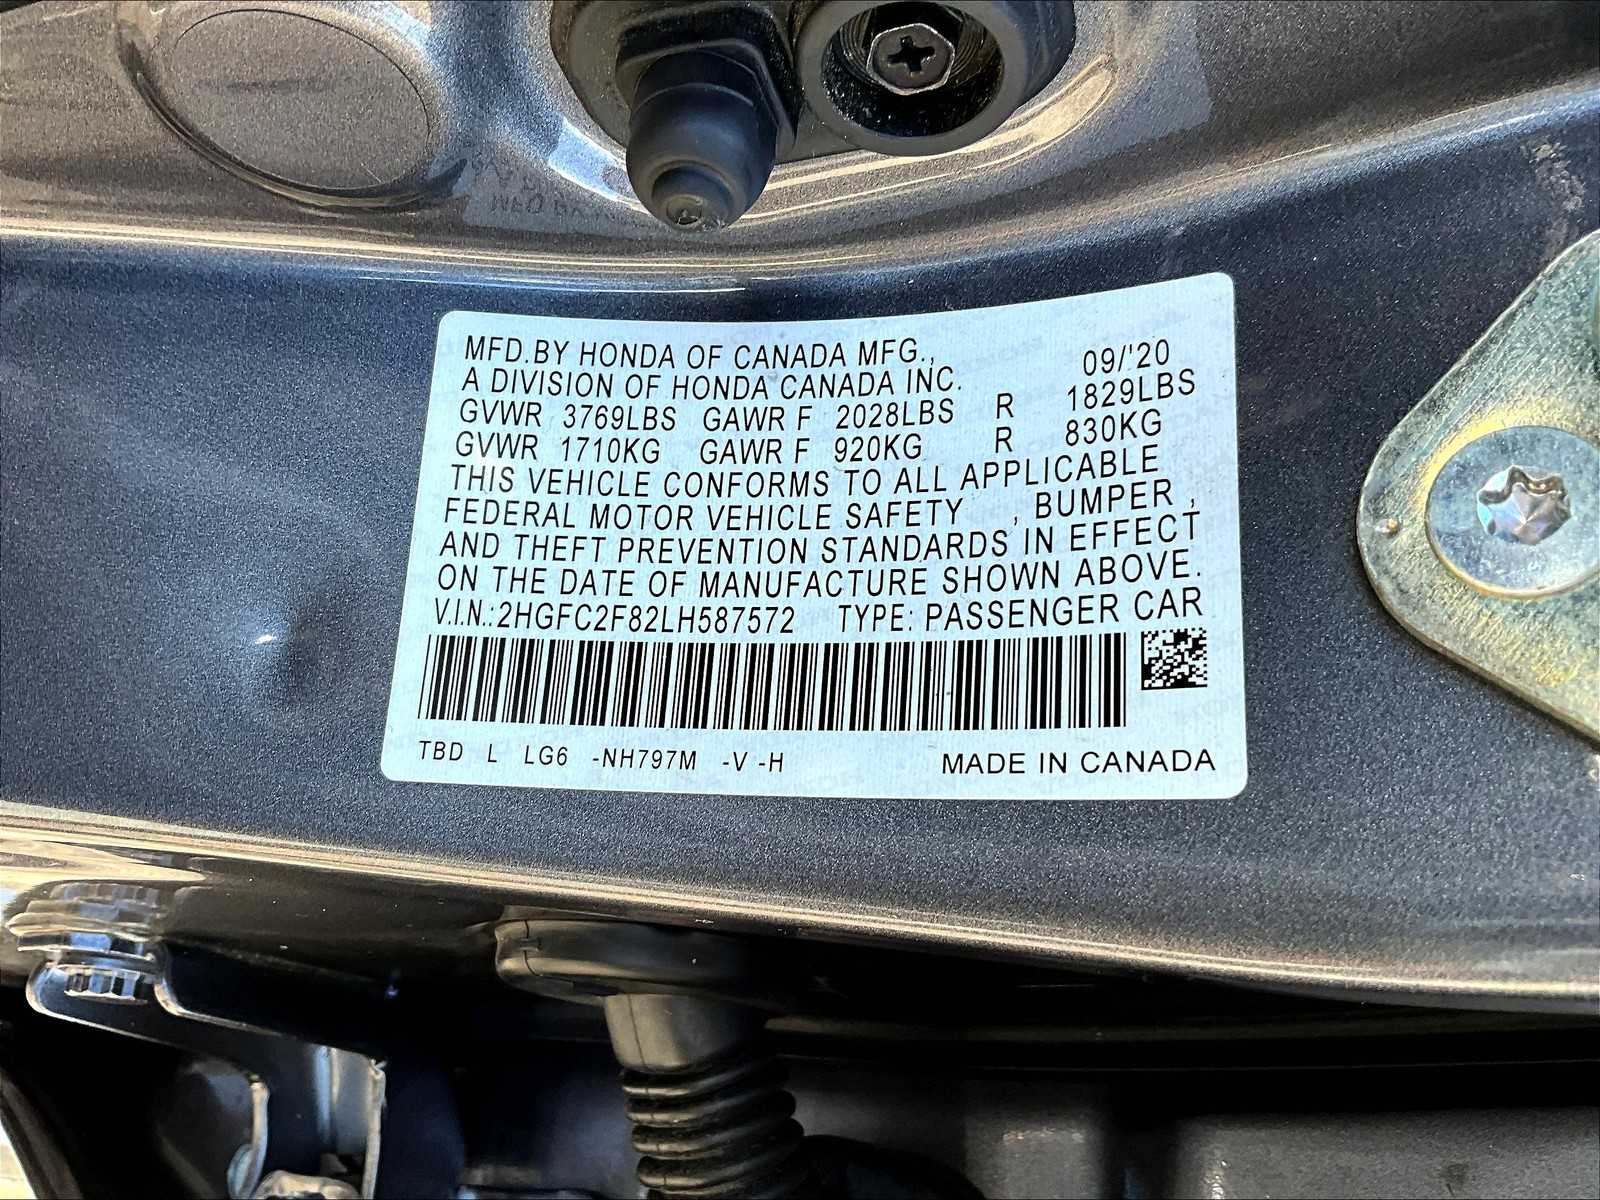 MFD.BY HONDA OF CANADA MFG., 09/'20
A DIVISION OF HONDA CANADA INC.
GVWR 3769LBS GAWR F 2028LBS R 1829LBS
GVWR 1710KG GAWR F 920KG R 830KG
THIS VEHICLE CONFORMS TO ALL APPLICABLE
FEDERAL MOTOR VEHICLE SAFETY , BUMPER ,
AND THEFT PREVENTION STANDARDS IN EFFECT
ON THE DATE OF MANUFACTURE SHOWN ABOVE.
V.I.N.: 2HGFC2F82LH587572 TYPE: PASSENGER CAR
TBD L LG6 -NH797M -V -H MADE IN CANADA